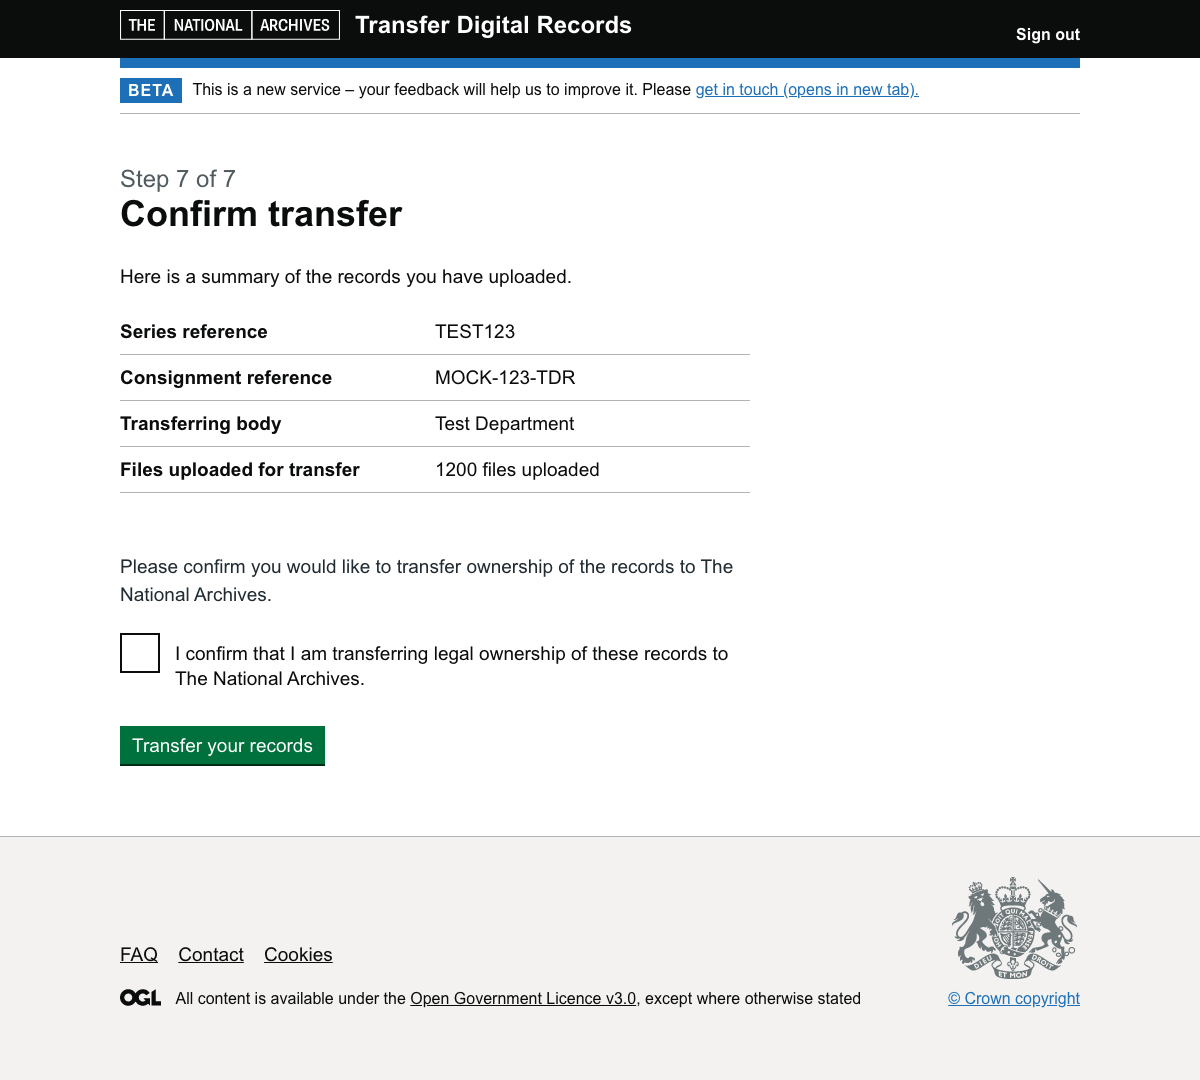 THE NATIONAL ARCHIVES Transfer Digital Records
Sign out
BETA This is a new service – your feedback will help us to improve it. Please get in touch (opens in new tab).
Step 7 of 7
Confirm transfer
Here is a summary of the records you have uploaded.
Series reference TEST123
Consignment reference MOCK-123-TDR
Transferring body Test Department
Files uploaded for transfer 1200 files uploaded
Please confirm you would like to transfer ownership of the records to The
National Archives.
I confirm that I am transferring legal ownership of these records to
The National Archives.
Transfer your records
FAQ Contact Cookies
DIEU ET MON DROIT
OGL All content is available under the Open Government Licence v3.0, except where otherwise stated
© Crown copyright